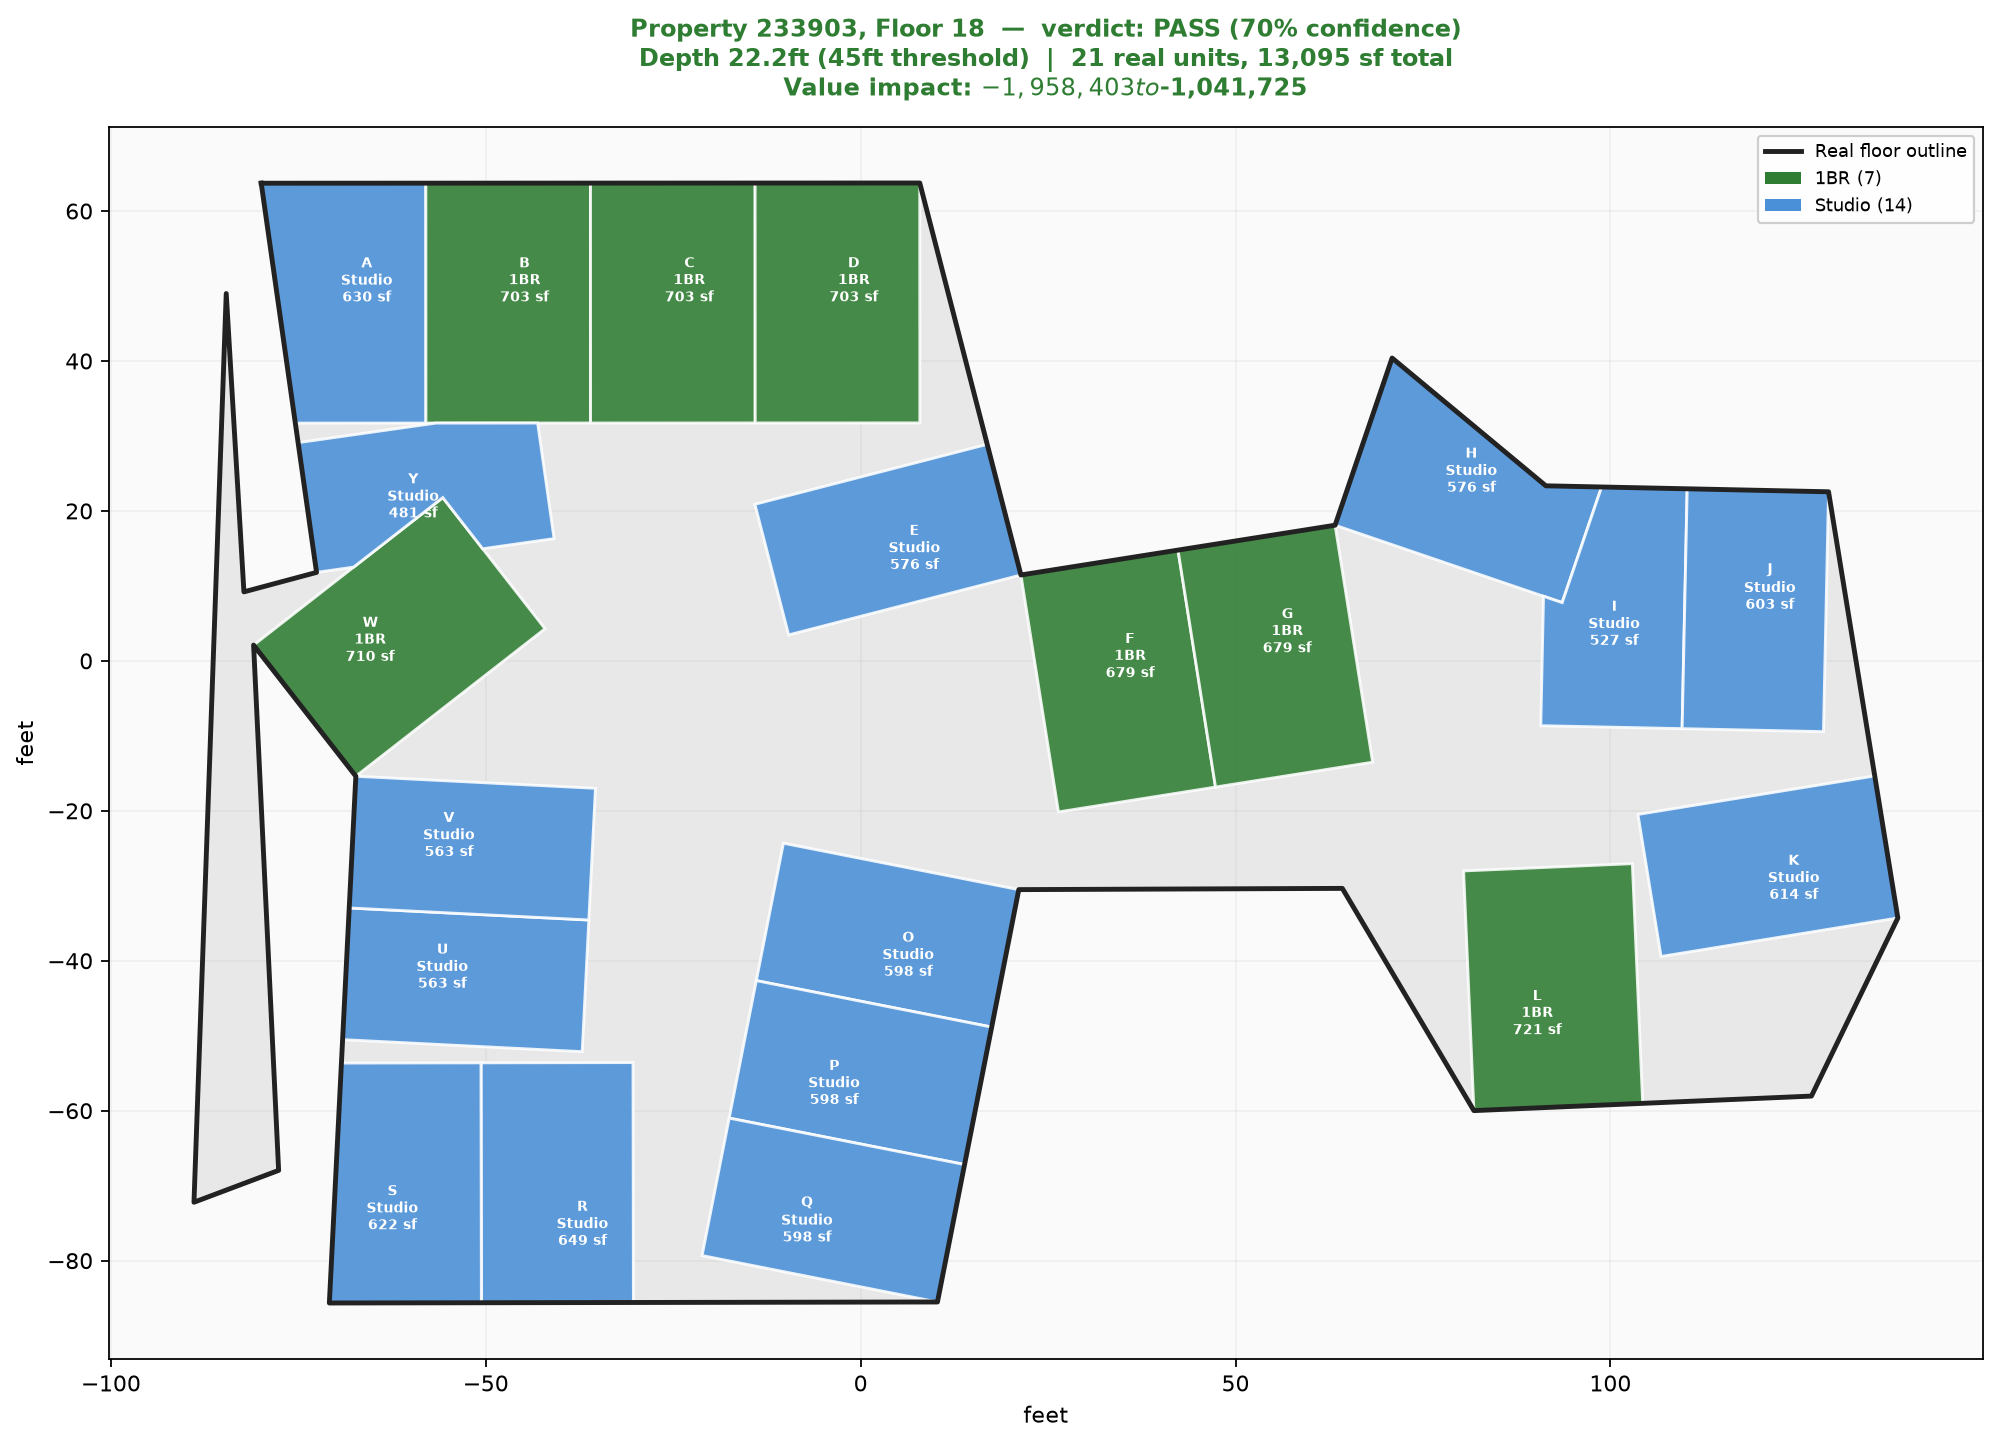 Property 233903, Floor 18 — verdict: PASS (70% confidence)
Depth 22.2ft (45ft threshold) | 21 real units, 13,095 sf total
Value impact: −1,958,403to-1,041,725
Real floor outline
1BR (7)
Studio (14)
A
Studio
630 sf
B
1BR
703 sf
C
1BR
703 sf
D
1BR
703 sf
Y
Studio
481 sf
E
Studio
576 sf
H
Studio
576 sf
W
1BR
710 sf
F
1BR
679 sf
G
1BR
679 sf
I
Studio
527 sf
J
Studio
603 sf
V
Studio
563 sf
U
Studio
563 sf
O
Studio
598 sf
K
Studio
614 sf
L
1BR
721 sf
P
Studio
598 sf
S
Studio
622 sf
R
Studio
649 sf
Q
Studio
598 sf
60
40
20
0
−20
−40
−60
−80
feet
−100
−50
0
50
100
feet